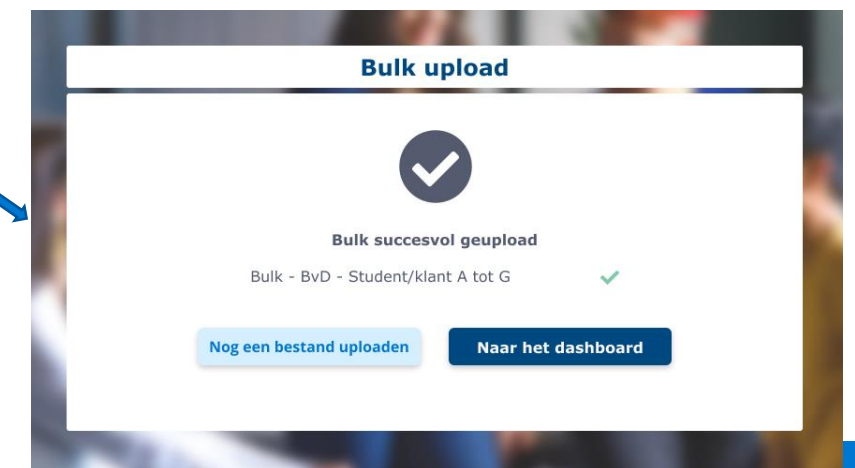 Bulk upload
Bulk succesvol geupload
Bulk - BvD - Student/klant A tot G
Nog een bestand uploaden
Naar het dashboard